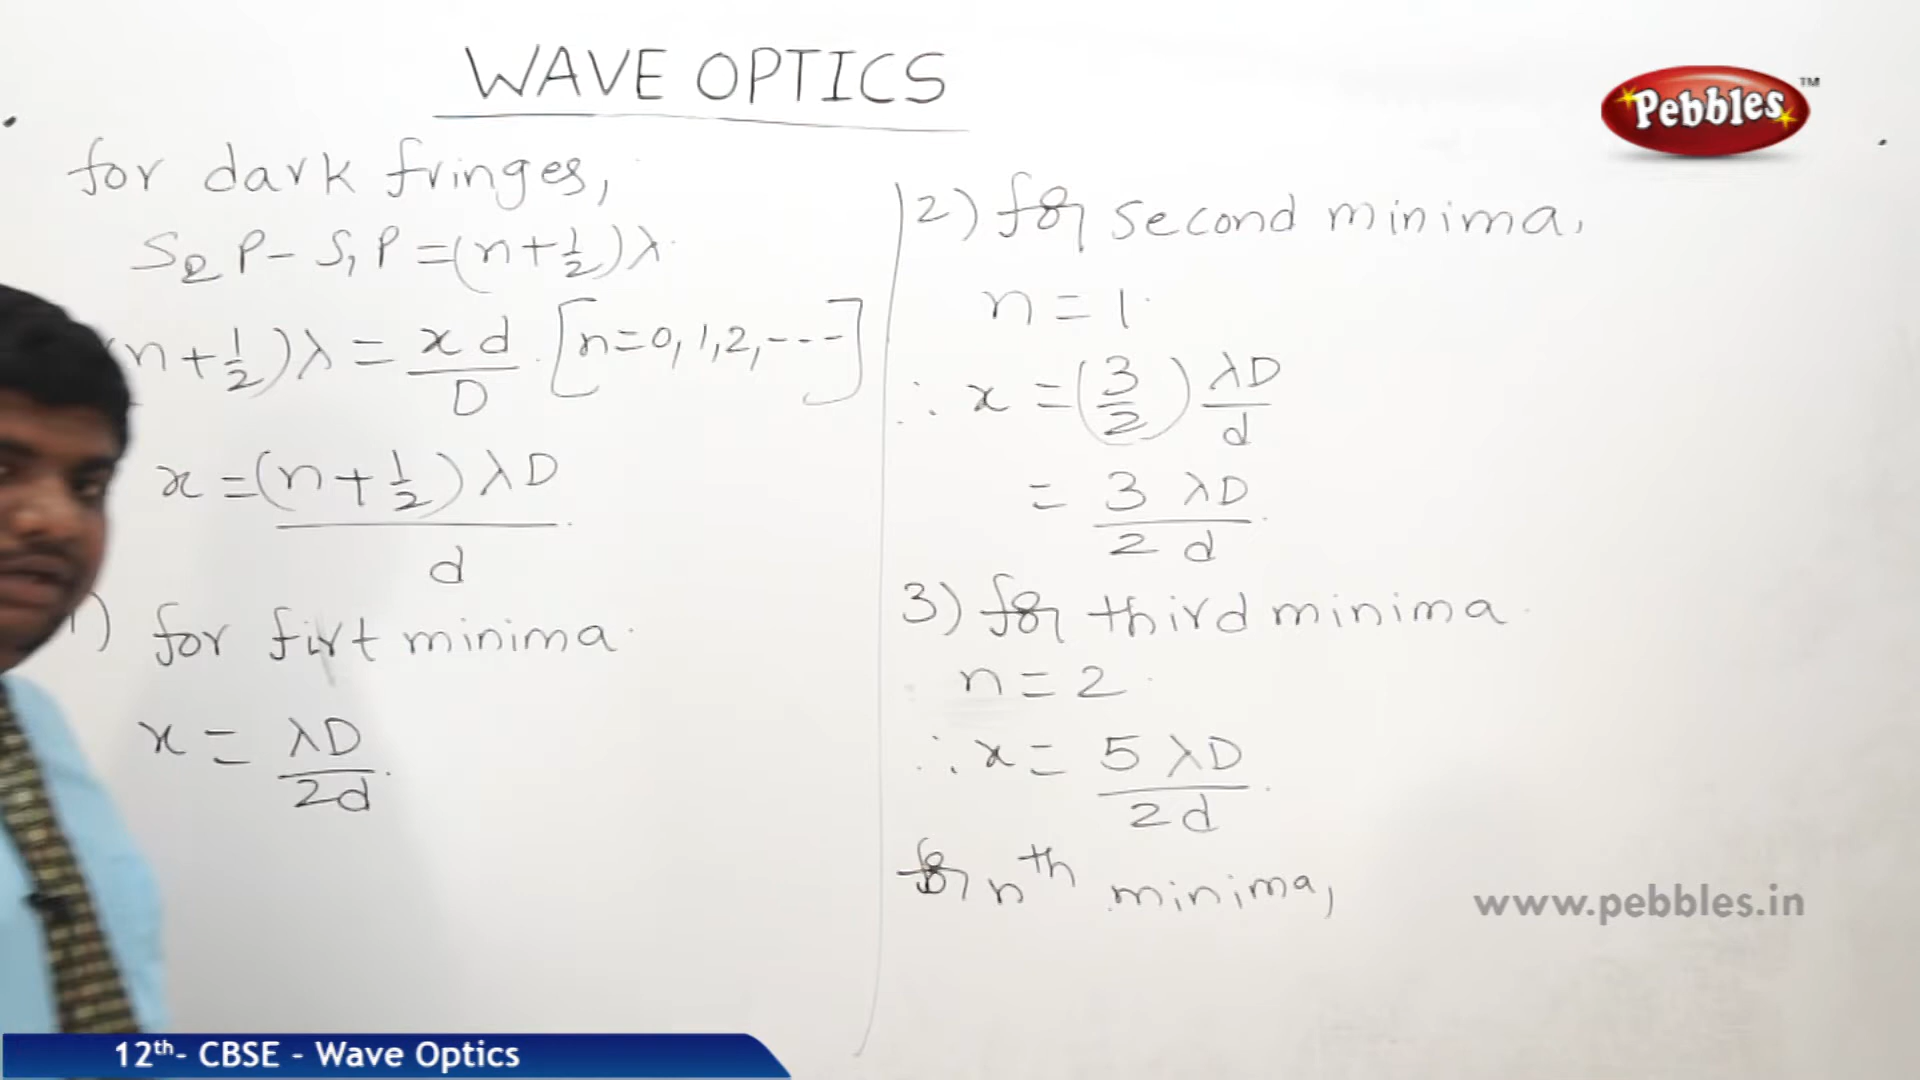 WAVE OPTICS
Pebbles™
for dark fringes,
S₂P - S₁P = (n + 1/2)λ
(n + 1/2)λ = xd/D [n=0,1,2,---]
x = (n + 1/2)λD/d
1) for firt minima
x = λD/2d
2) for second minima,
n = 1
∴ x = (3/2) λD/d
= 3 λD/2 d
3) for third minima
n = 2
∴ x = 5 λD/2d
for nᵗʰ minima,
www.pebbles.in
12ᵗʰ- CBSE - Wave Optics